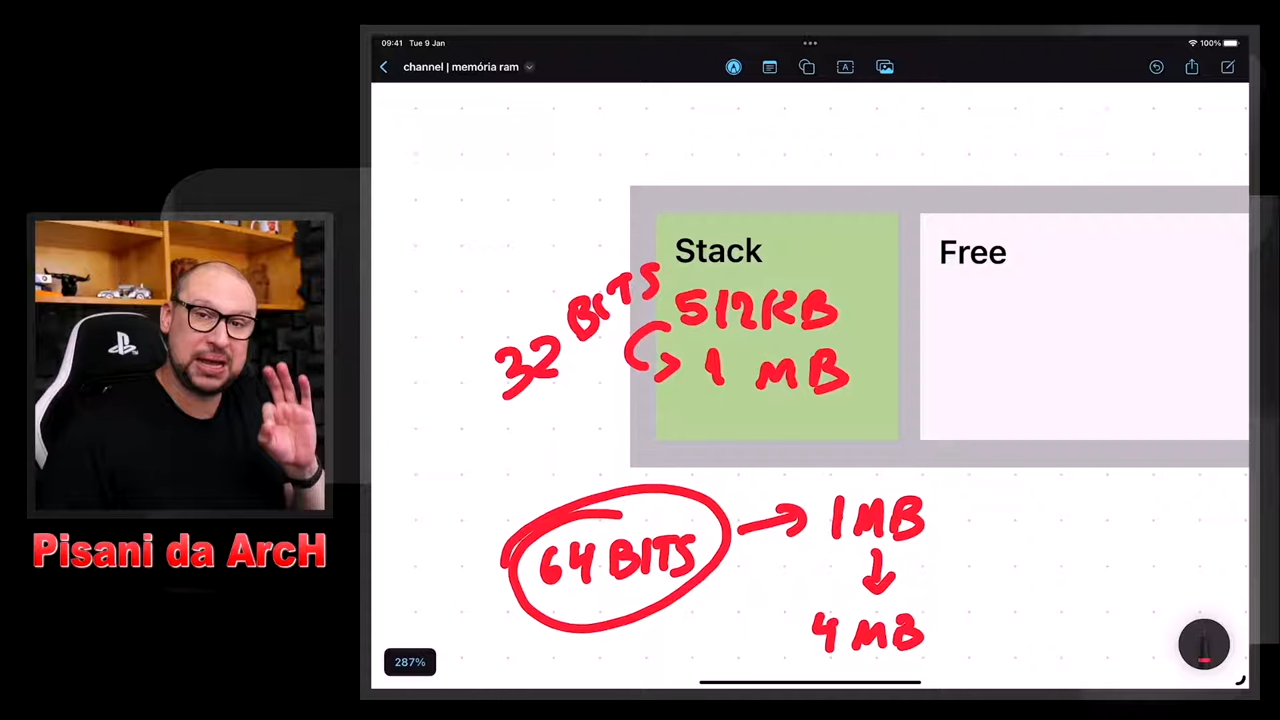 09:41 Tue 9 Jan
100%
channel | memória ram
A
Stack
Free
32 BITS
512KB
1 MB
64 BITS
1MB
4 MB
287%
Pisani da ArcH